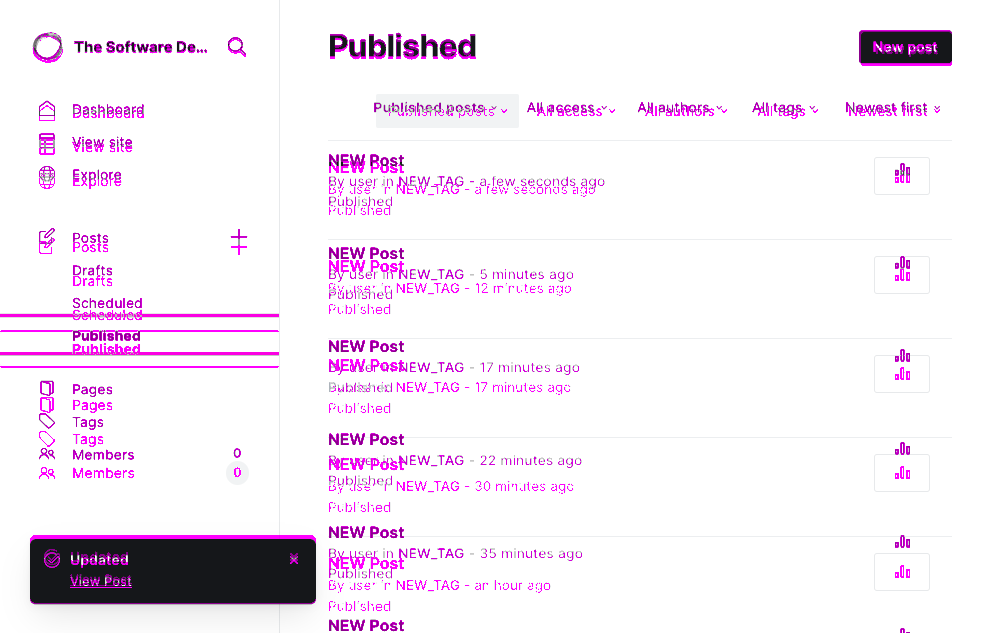 The Software De...
Published
New post
Dashboard
Dashboard
View site
View site
Explore
Explore
Posts
Posts
Drafts
Drafts
Scheduled
Scheduled
Published
Published
Pages
Pages
Tags
Tags
Members 0
Members 0
Updated
View Post
Published posts All access All authors All tags Newest first
Published posts All access All authors All tags Newest first
NEW Post
NEW Post
By user in NEW_TAG - a few seconds ago
By user in NEW_TAG - a few seconds ago
Published
Published
NEW Post
NEW Post
By user in NEW_TAG - 5 minutes ago
By user in NEW_TAG - 12 minutes ago
Published
Published
NEW Post
NEW Post
By user in NEW_TAG - 17 minutes ago
By user in NEW_TAG - 17 minutes ago
Published
Published
NEW Post
By user in NEW_TAG - 22 minutes ago
NEW Post
Published
By user in NEW_TAG - 30 minutes ago
Published
NEW Post
By user in NEW_TAG - 35 minutes ago
NEW Post
Published
By user in NEW_TAG - an hour ago
Published
NEW Post